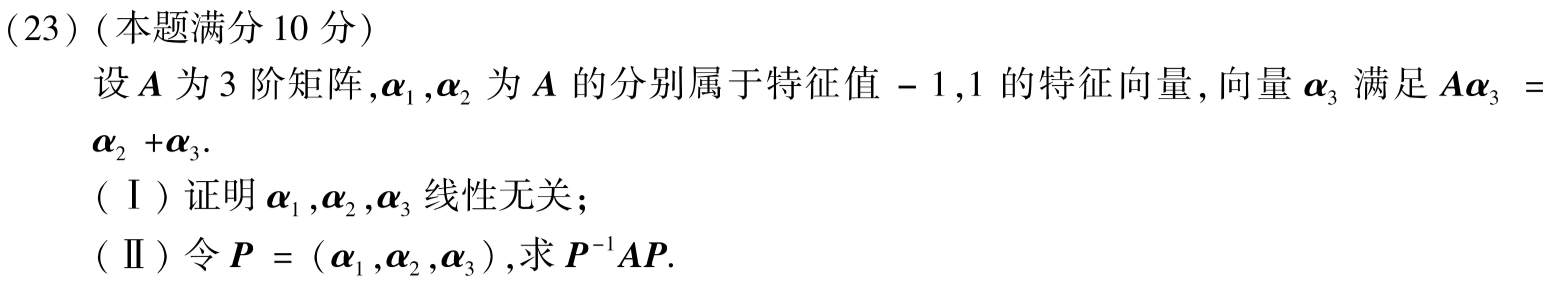 (23)(本题满分 10 分)
设 A 为 3 阶矩阵,α₁,α₂ 为 A 的分别属于特征值 -1,1 的特征向量,向量 α₃ 满足 Aα₃ =
α₂ +α₃.
(Ⅰ)证明 α₁,α₂,α₃ 线性无关;
(Ⅱ)令 P = (α₁,α₂,α₃),求 P⁻¹AP.